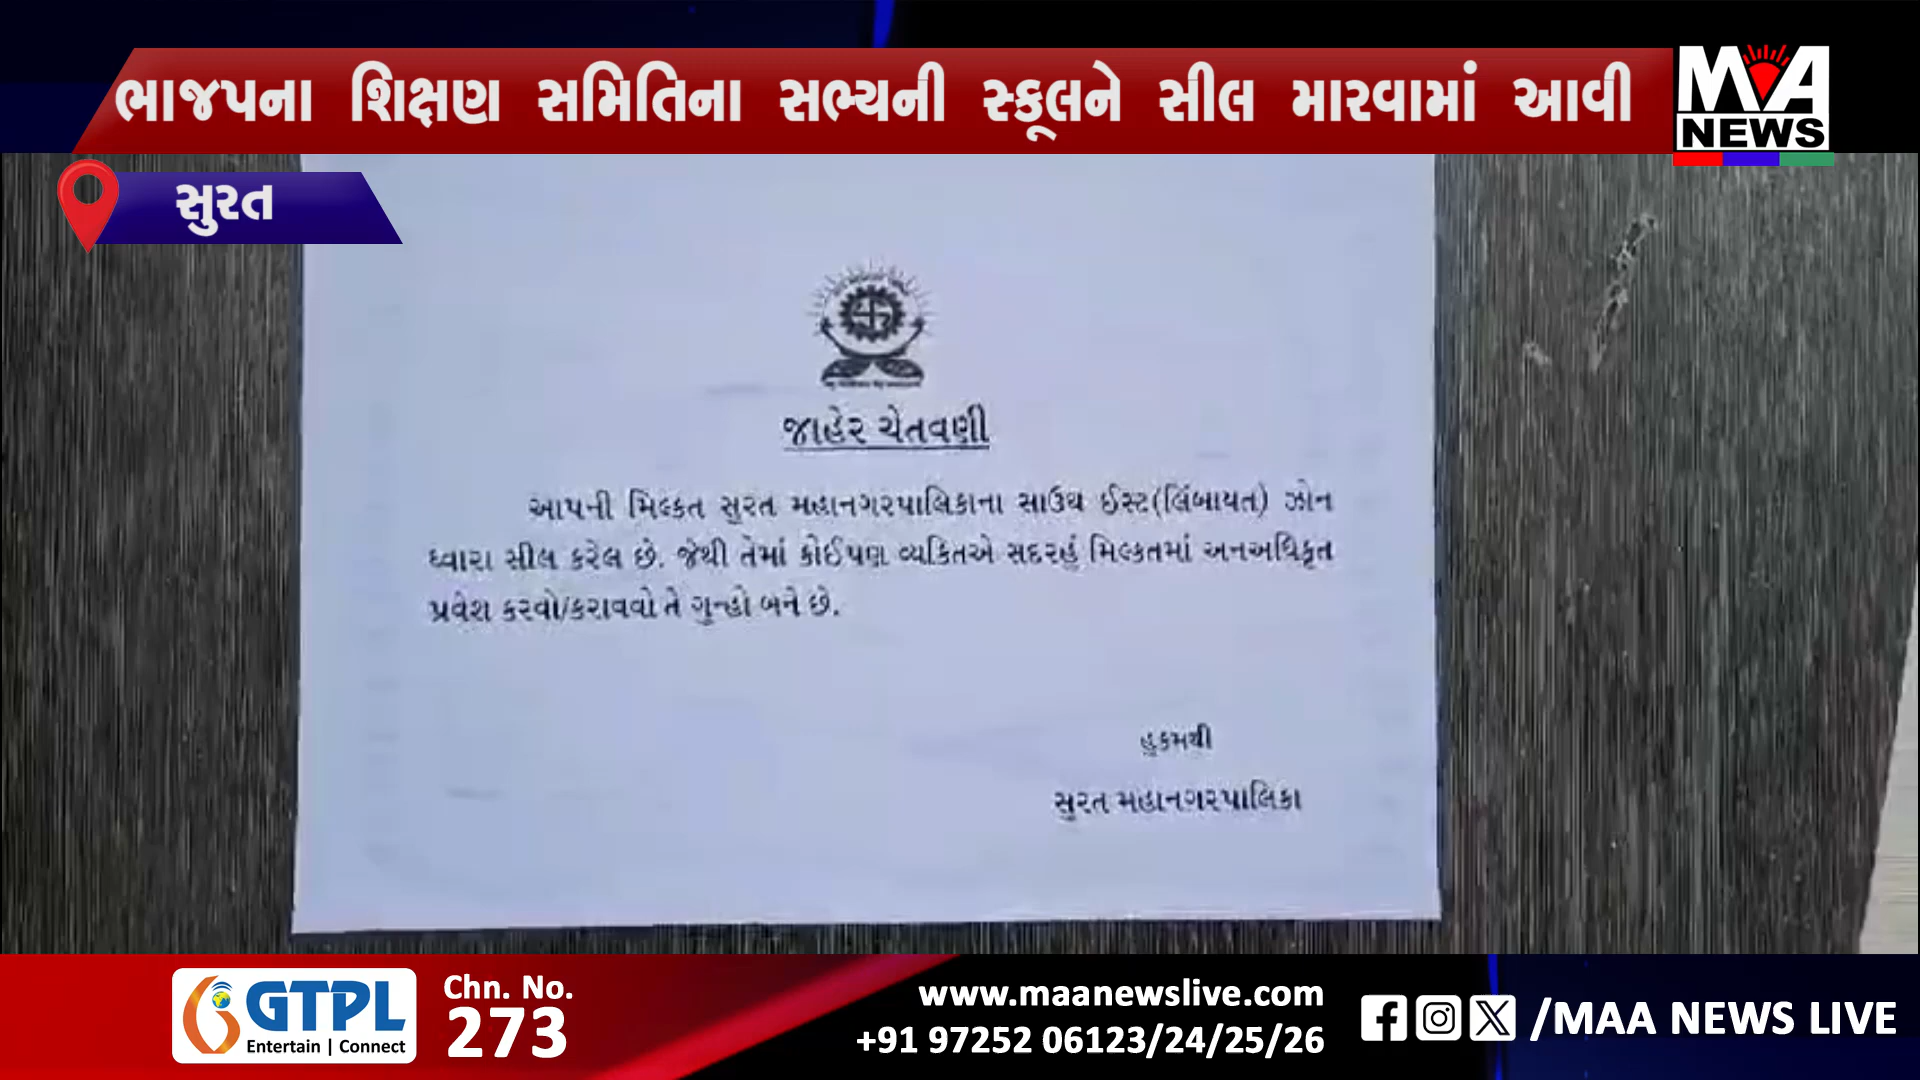 ભાજપના શિક્ષણ સમિતિના સભ્યની સ્કૂલને સીલ મારવામાં આવી
MAA
NEWS
સુરત
જાહેર ચેતવણી
આપની મિલ્કત સુરત મહાનગરપાલિકાના સાઉથ ઈસ્ટ(લિંબાયત) ઝોન
ધ્વારા સીલ કરેલ છે. જેથી તેમાં કોઈપણ વ્યકિતએ સદરહું મિલ્કતમાં અનઅધિકૃત
પ્રવેશ કરવો/કરાવવો તે ગુન્હો બને છે.
હુકમથી
સુરત મહાનગરપાલિકા
GTPL
Entertain | Connect
Chn. No.
273
www.maanewslive.com
+91 97252 06123/24/25/26
/MAA NEWS LIVE